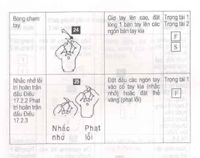 Bóng chạm
tay
24
Giơ tay lên cao, đặt
lòng 1 bàn tay lên các
ngón bàn tay kia
Trọng tài 1
Trọng tài 2
F
S
Nhắc nhở lỗi
trì hoãn trận
đấu Điều
17.2.2 Phạt
trì hoãn Điều
17.2.3
25
Nhắc nhở
Phạt lỗi
Đặt đầu các ngón tay
vào cổ tay kia (nhắc
nhở) hoặc đặt thẻ
vàng (phạt lỗi)
Trọng tài 1
F